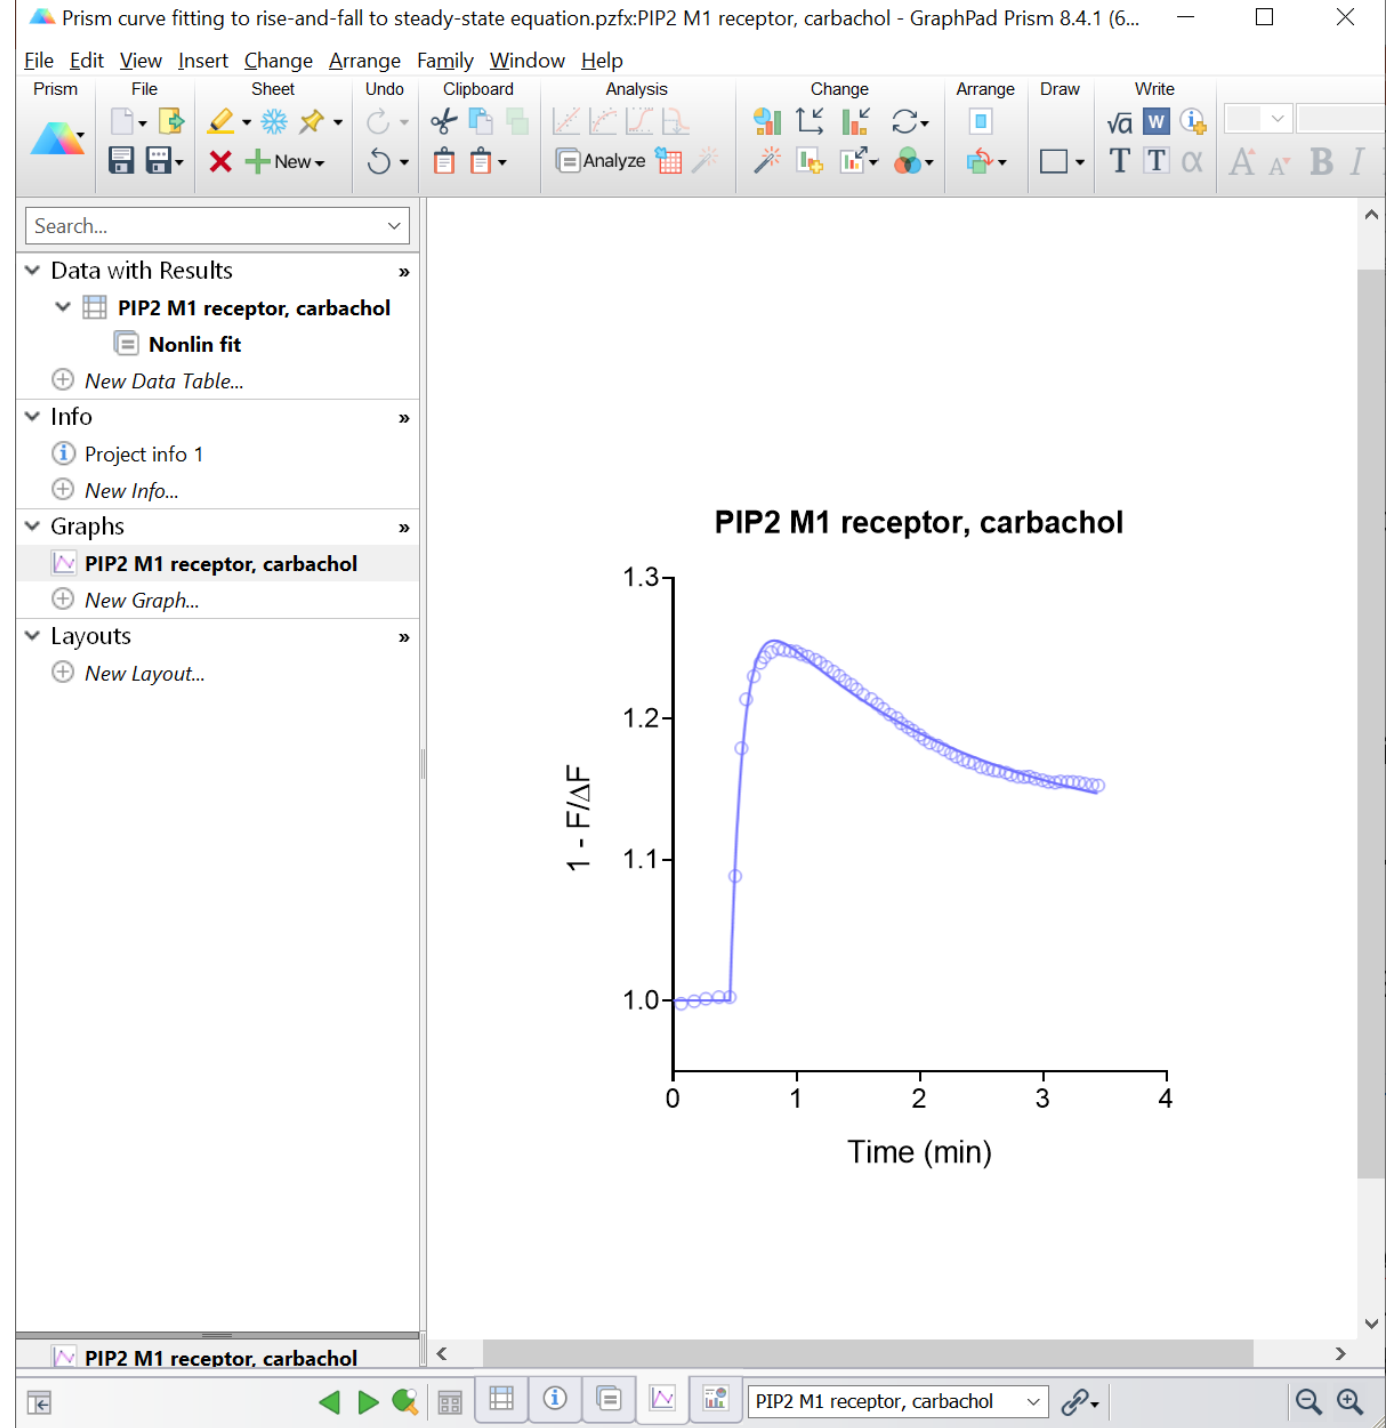 Prism curve fitting to rise-and-fall to steady-state equation.pzfx:PIP2 M1 receptor, carbachol - GraphPad Prism 8.4.1 (6...
File Edit View Insert Change Arrange Family Window Help
Prism File Sheet Undo Clipboard Analysis Change Arrange Draw Write
√α W
New Analyze T T α A A B I
Search...
Data with Results »
PIP2 M1 receptor, carbachol
Nonlin fit
New Data Table...
Info »
Project info 1
New Info...
Graphs »
PIP2 M1 receptor, carbachol
New Graph...
Layouts »
New Layout...
PIP2 M1 receptor, carbachol
PIP2 M1 receptor, carbachol
1.3
1.2
1.1
1.0
1 - F/ΔF
0 1 2 3 4
Time (min)
PIP2 M1 receptor, carbachol